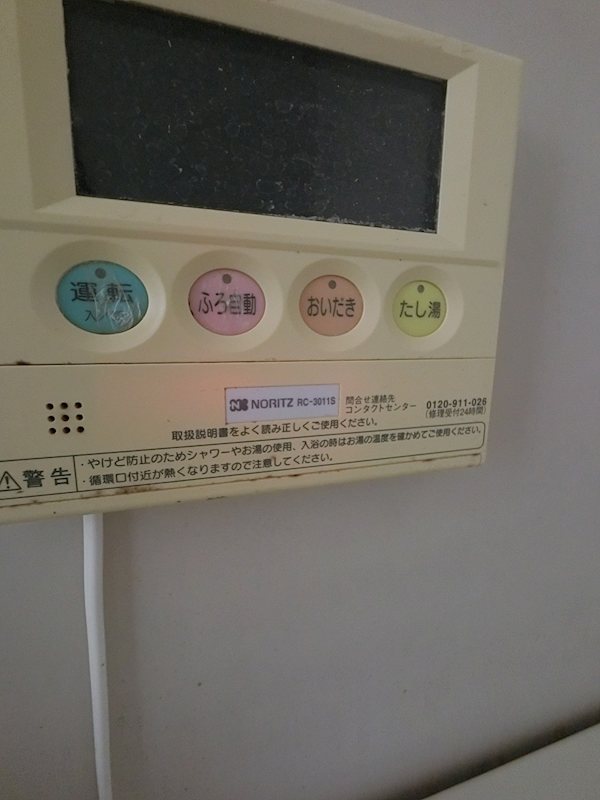 運転
入/切
ふろ自動
おいだき
たし湯
NORITZ RC-3011S
問合せ連絡先
コンタクトセンター
0120-911-026
(修理受付24時間)
取扱説明書をよく読み正しくご使用ください。
警告
・やけど防止のためシャワーやお湯の使用、入浴の時はお湯の温度を確かめてご使用ください。
・循環口付近が熱くなりますので注意してください。